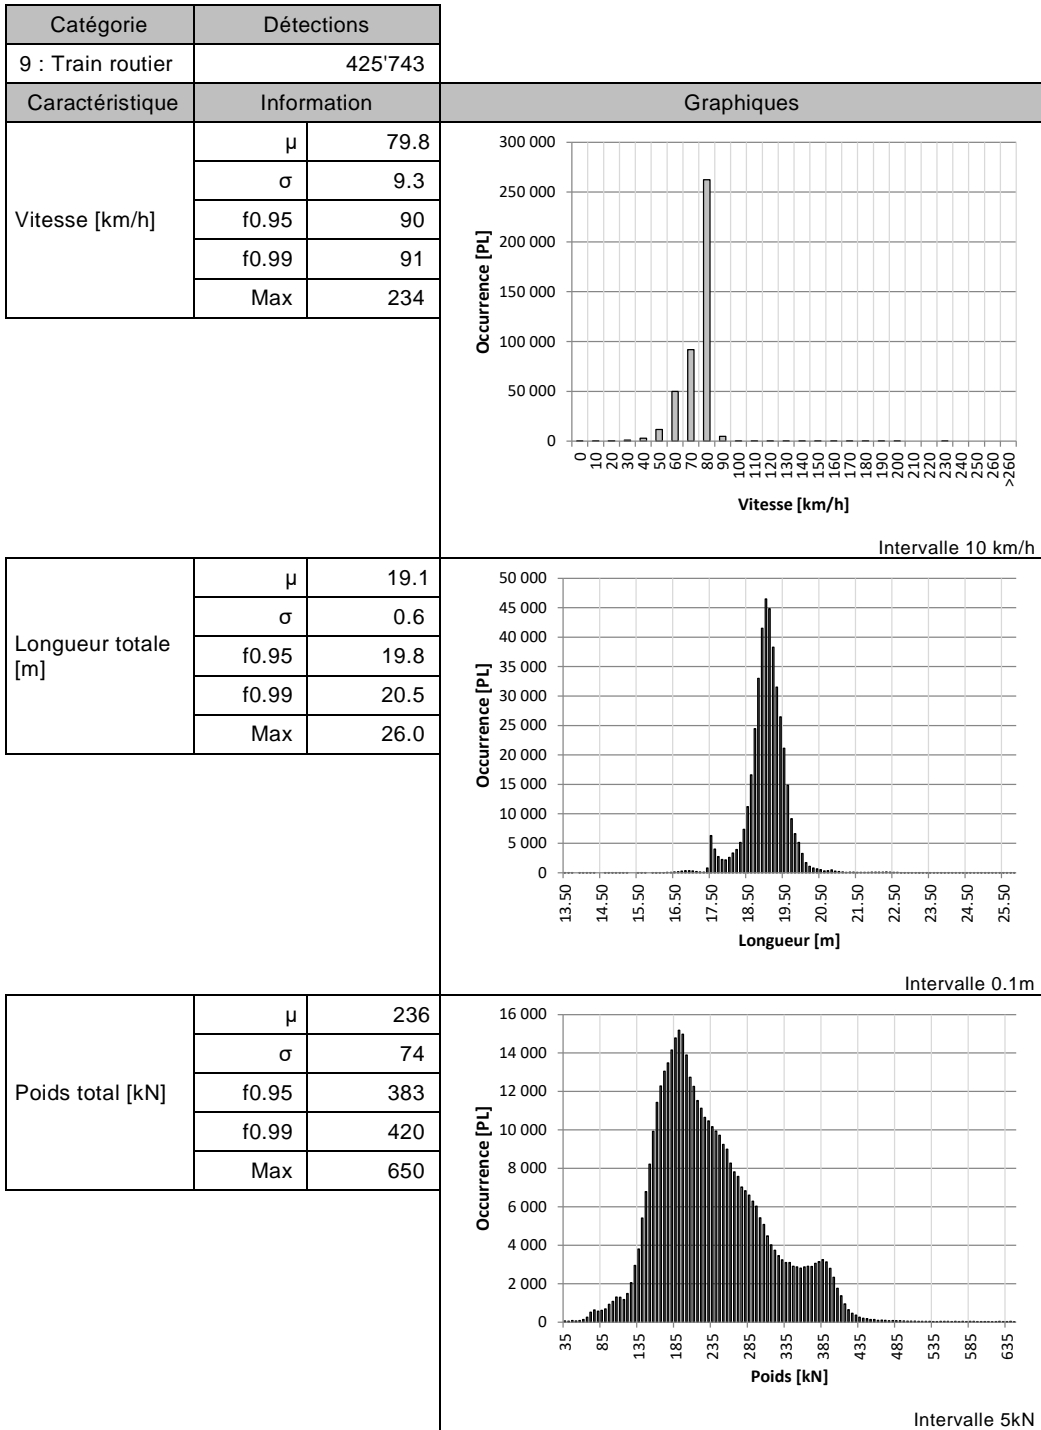 Catégorie Détections
9 : Train routier 425'743
Caractéristique Information Graphiques
Vitesse [km/h]
µ 79.8
σ 9.3
f0.95 90
f0.99 91
Max 234
Occurrence [PL]
300 000
250 000
200 000
150 000
100 000
50 000
0
0 10 20 30 40 50 60 70 80 90 100 110 120 130 140 150 160 170 180 190 200 210 220 230 240 250 260 >260
Vitesse [km/h]
Intervalle 10 km/h
Longueur totale
[m]
µ 19.1
σ 0.6
f0.95 19.8
f0.99 20.5
Max 26.0
Occurrence [PL]
50 000
45 000
40 000
35 000
30 000
25 000
20 000
15 000
10 000
5 000
0
13.50 14.50 15.50 16.50 17.50 18.50 19.50 20.50 21.50 22.50 23.50 24.50 25.50
Longueur [m]
Intervalle 0.1m
Poids total [kN]
µ 236
σ 74
f0.95 383
f0.99 420
Max 650
Occurrence [PL]
16 000
14 000
12 000
10 000
8 000
6 000
4 000
2 000
0
35 85 135 185 235 285 335 385 435 485 535 585 635
Poids [kN]
Intervalle 5kN